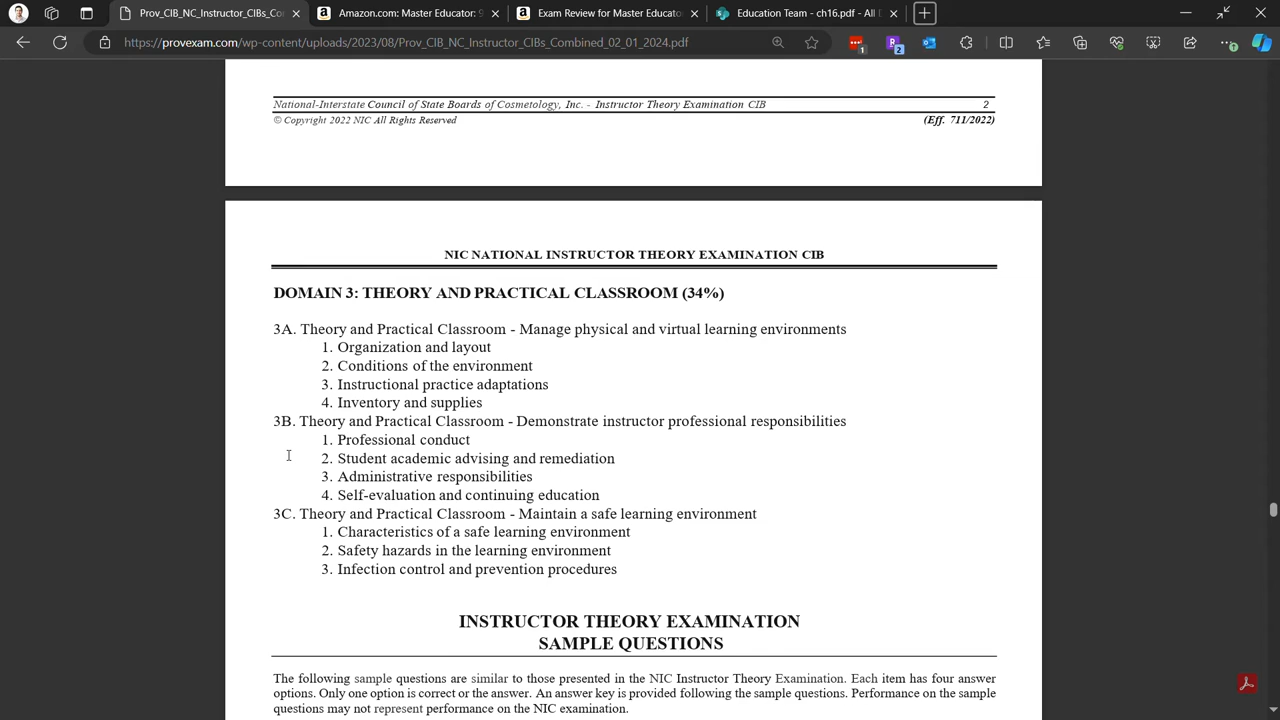 Prov_CIB_NC_Instructor_CIBs_Co
Amazon.com: Master Educator: 9
Exam Review for Master Educato
Education Team - ch16.pdf - All D
https://provexam.com/wp-content/uploads/2023/08/Prov_CIB_NC_Instructor_CIBs_Combined_02_01_2024.pdf
1
2
National-Interstate Council of State Boards of Cosmetology, Inc. - Instructor Theory Examination CIB 2
© Copyright 2022 NIC All Rights Reserved (Eff. 711/2022)
NIC NATIONAL INSTRUCTOR THEORY EXAMINATION CIB
DOMAIN 3: THEORY AND PRACTICAL CLASSROOM (34%)
3A. Theory and Practical Classroom - Manage physical and virtual learning environments
1. Organization and layout
2. Conditions of the environment
3. Instructional practice adaptations
4. Inventory and supplies
3B. Theory and Practical Classroom - Demonstrate instructor professional responsibilities
1. Professional conduct
2. Student academic advising and remediation
3. Administrative responsibilities
4. Self-evaluation and continuing education
3C. Theory and Practical Classroom - Maintain a safe learning environment
1. Characteristics of a safe learning environment
2. Safety hazards in the learning environment
3. Infection control and prevention procedures
INSTRUCTOR THEORY EXAMINATION
SAMPLE QUESTIONS
The following sample questions are similar to those presented in the NIC Instructor Theory Examination. Each item has four answer
options. Only one option is correct or the answer. An answer key is provided following the sample questions. Performance on the sample
questions may not represent performance on the NIC examination.